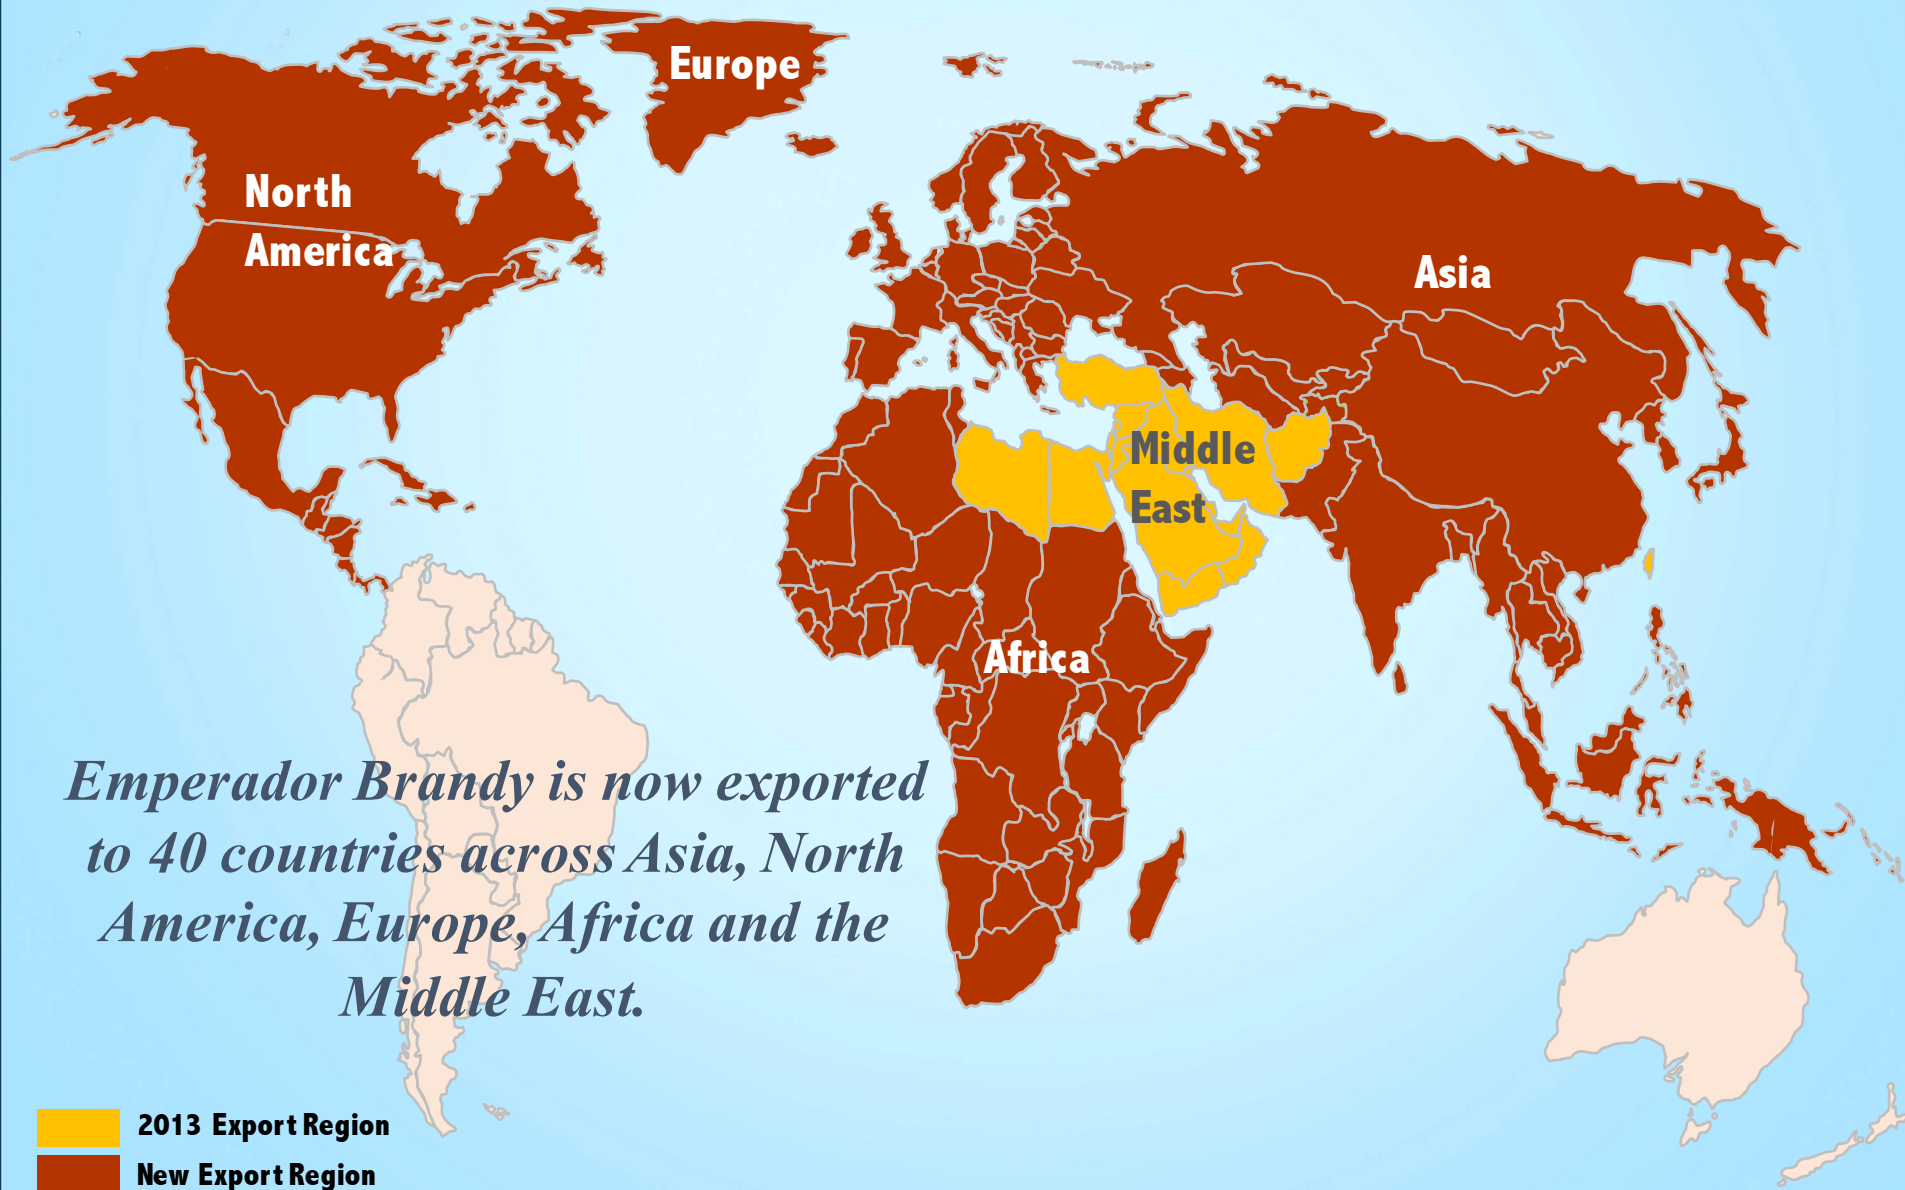 Europe
North
America
Asia
Middle
East
Africa
Emperador Brandy is now exported
to 40 countries across Asia, North
America, Europe, Africa and the
Middle East.
2013 Export Region
New Export Region